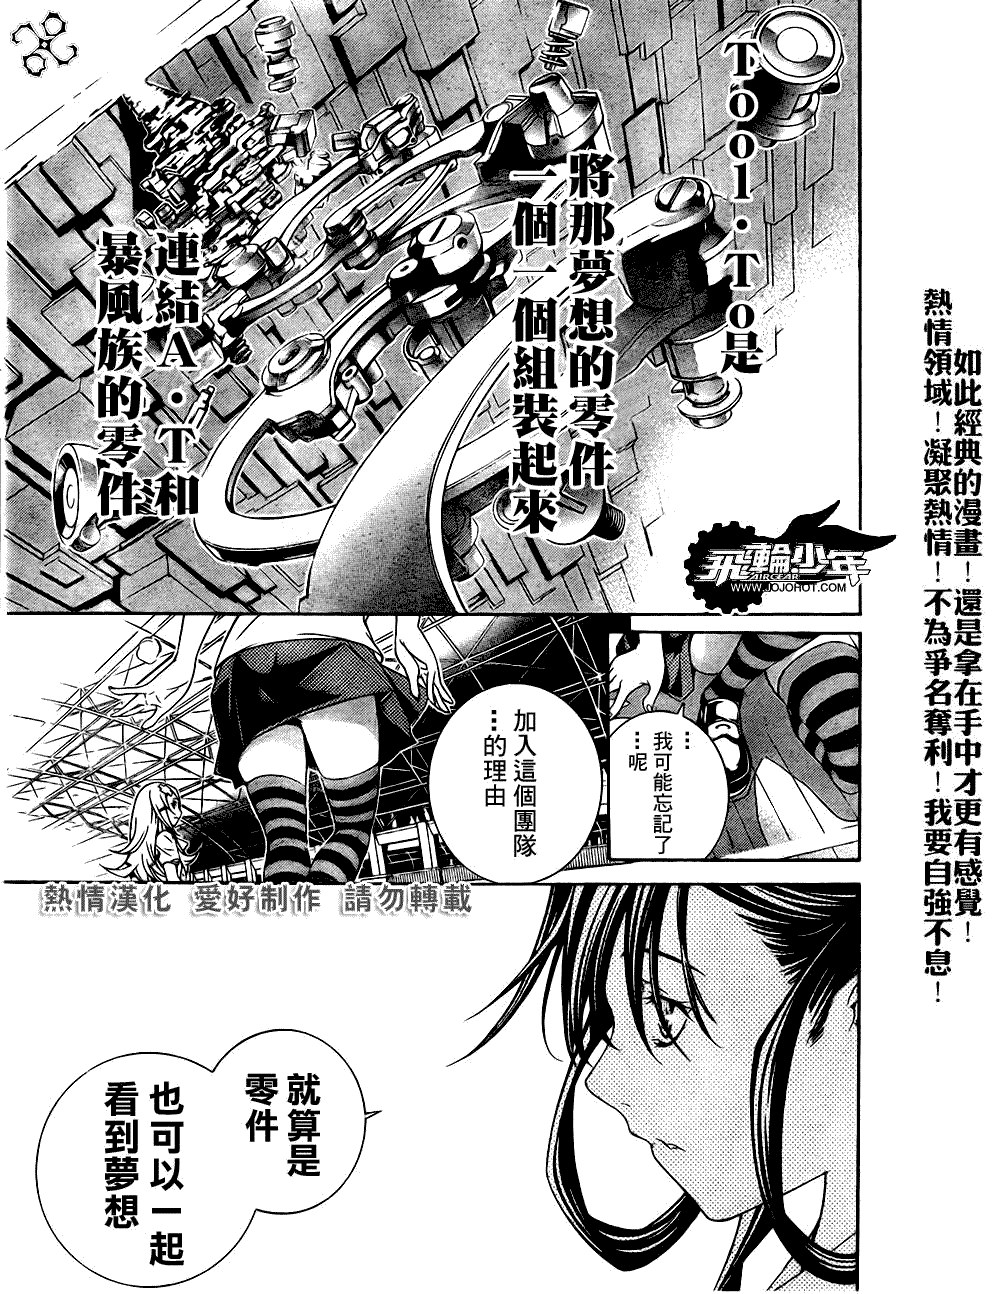 Tool·To是
將那夢想的零件
一個一個組裝起來
連結A·T和
暴風族的零件
飛輪少年
AIR GEAR
WWW.JOJOHOT.COM
…我可能忘記了
…呢
加入這個團隊
…的理由
熱情漢化 愛好制作 請勿轉載
就算是
零件
也可以一起
看到夢想
如此經典的漫畫！還是拿在手中才更有感覺！
熱情領域！凝聚熱情！不為爭名奪利！我要自強不息！